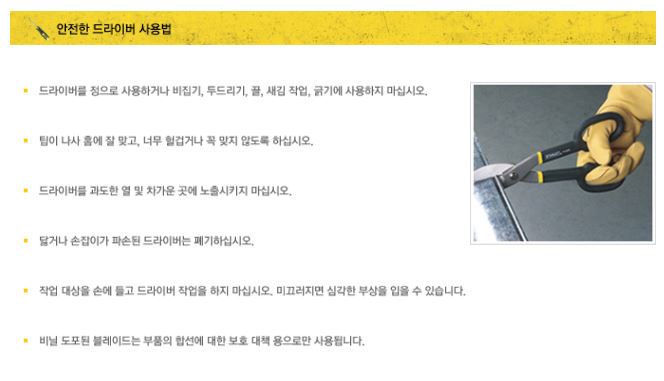 안전한 드라이버 사용법
드라이버를 정으로 사용하거나 비집기, 두드리기, 끌, 새김 작업, 긁기에 사용하지 마십시오.
팁이 나사 홈에 잘 맞고, 너무 헐겁거나 꼭 맞지 않도록 하십시오.
드라이버를 과도한 열 및 차가운 곳에 노출시키지 마십시오.
닳거나 손잡이가 파손된 드라이버는 폐기하십시오.
작업 대상을 손에 들고 드라이버 작업을 하지 마십시오. 미끄러지면 심각한 부상을 입을 수 있습니다.
비닐 도포된 블레이드는 부품의 합선에 대한 보호 대책 용으로만 사용됩니다.